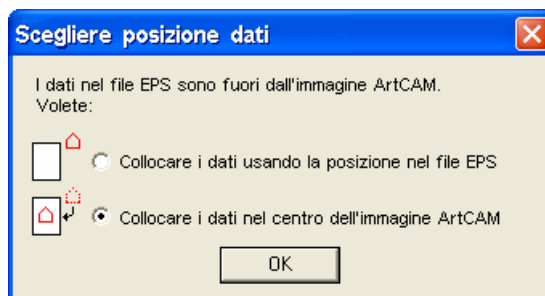 Scegliere posizione dati
I dati nel file EPS sono fuori dall'immagine ArtCAM.
Volete:
Collocare i dati usando la posizione nel file EPS
Collocare i dati nel centro dell'immagine ArtCAM
OK